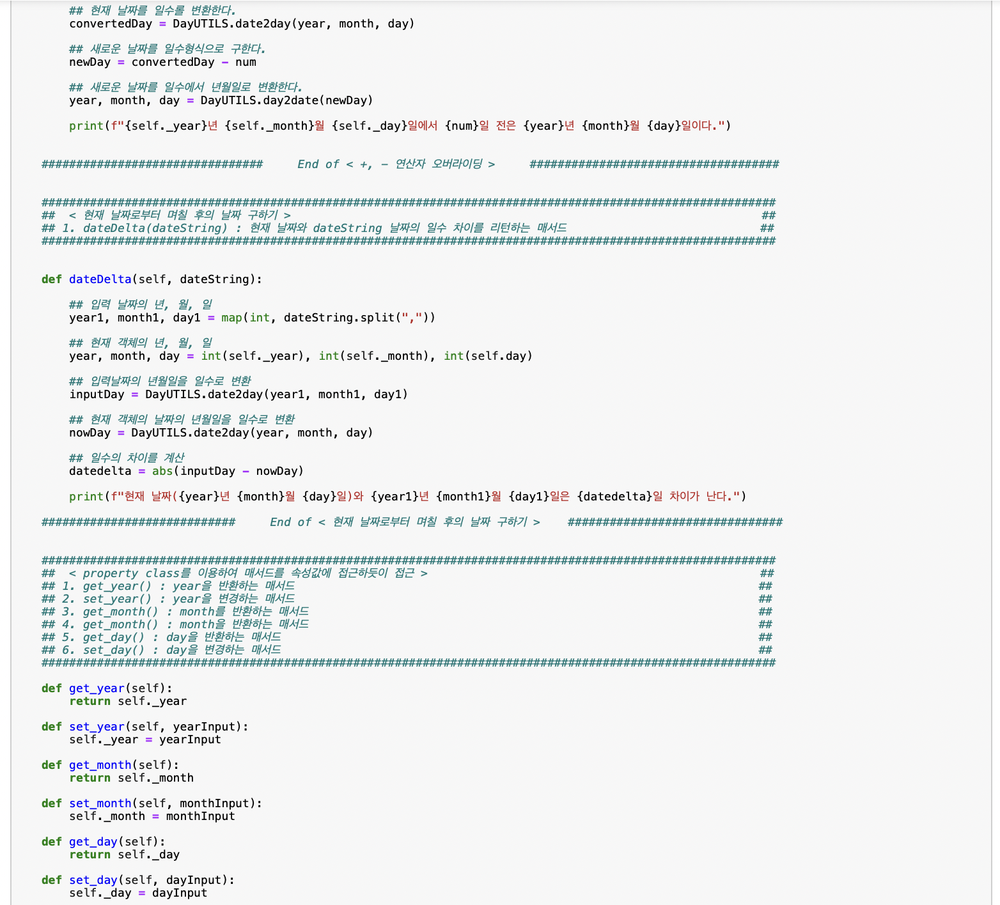 ## 현재 날짜를 일수롤 변환한다.
convertedDay = DayUTILS.date2day(year, month, day)
## 새로운 날짜를 일수형식으로 구한다.
newDay = convertedDay - num
## 새로운 날짜를 일수에서 년월일로 변환한다.
year, month, day = DayUTILS.day2date(newDay)
print(f"{self._year}년 {self._month}월 {self._day}일에서 {num}일 전은 {year}년 {month}월 {day}일이다.")
################################     End of < +, - 연산자 오버라이딩 >     ####################################
##########################################################################################################
##  < 현재 날짜로부터 며칠 후의 날짜 구하기 >                                                                    ##
## 1. dateDelta(dateString) : 현재 날짜와 dateString 날짜의 일수 차이를 리턴하는 매서드                            ##
##########################################################################################################
def dateDelta(self, dateString):
## 입력 날짜의 년, 월, 일
year1, month1, day1 = map(int, dateString.split(","))
## 현재 객체의 년, 월, 일
year, month, day = int(self._year), int(self._month), int(self.day)
## 입력날짜의 년월일을 일수로 변환
inputDay = DayUTILS.date2day(year1, month1, day1)
## 현재 객체의 날짜의 년월일을 일수로 변환
nowDay = DayUTILS.date2day(year, month, day)
## 일수의 차이를 계산
datedelta = abs(inputDay - nowDay)
print(f"현재 날짜({year}년 {month}월 {day}일)와 {year1}년 {month1}월 {day1}일은 {datedelta}일 차이가 난다.")
############################     End of < 현재 날짜로부터 며칠 후의 날짜 구하기 >    ###############################
##########################################################################################################
##  < property class를 이용하여 매서드를 속성값에 접근하듯이 접근 >                                                ##
## 1. get_year() : year을 반환하는 매서드                                                                   ##
## 2. set_year() : year을 변경하는 매서드                                                                   ##
## 3. get_month() : month를 반환하는 매서드                                                                 ##
## 4. get_month() : month을 반환하는 매서드                                                                 ##
## 5. get_day() : day을 반환하는 매서드                                                                     ##
## 6. set_day() : day을 변경하는 매서드                                                                     ##
##########################################################################################################
def get_year(self):
return self._year
def set_year(self, yearInput):
self._year = yearInput
def get_month(self):
return self._month
def set_month(self, monthInput):
self._month = monthInput
def get_day(self):
return self._day
def set_day(self, dayInput):
self._day = dayInput